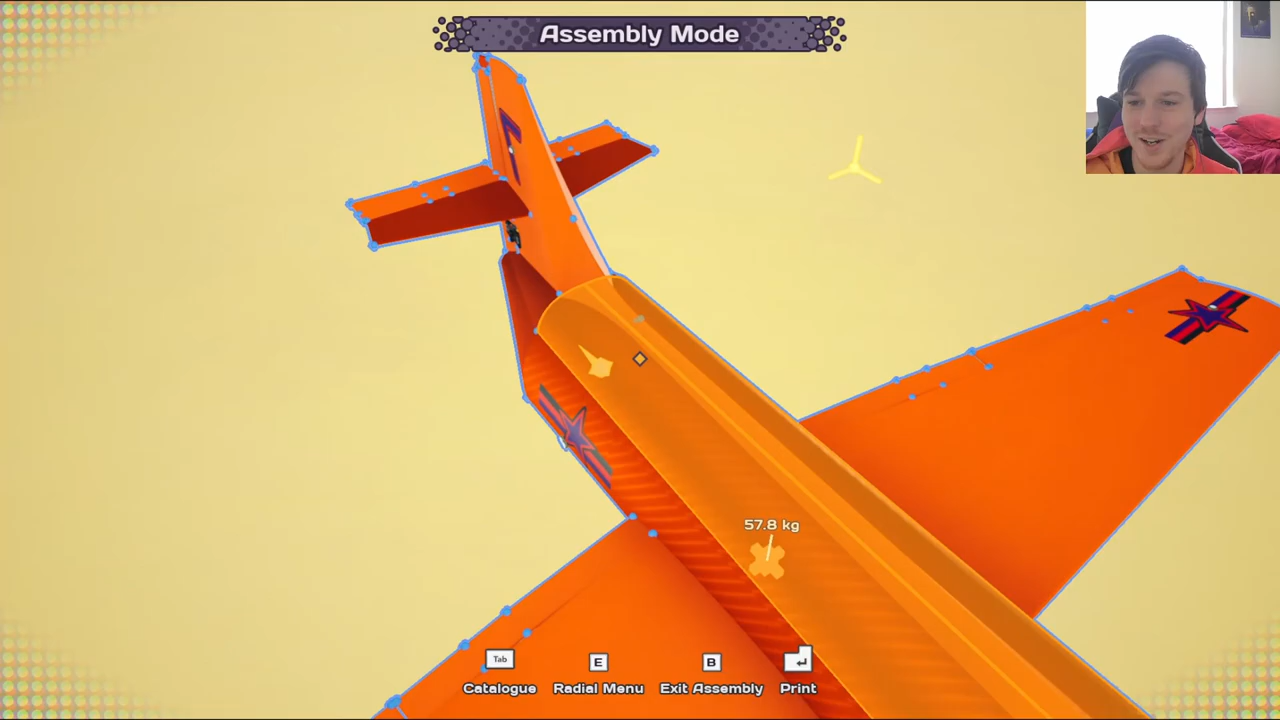 Assembly Mode
57.8 kg
Tab
E
B
Catalogue
Radial Menu
Exit Assembly
Print